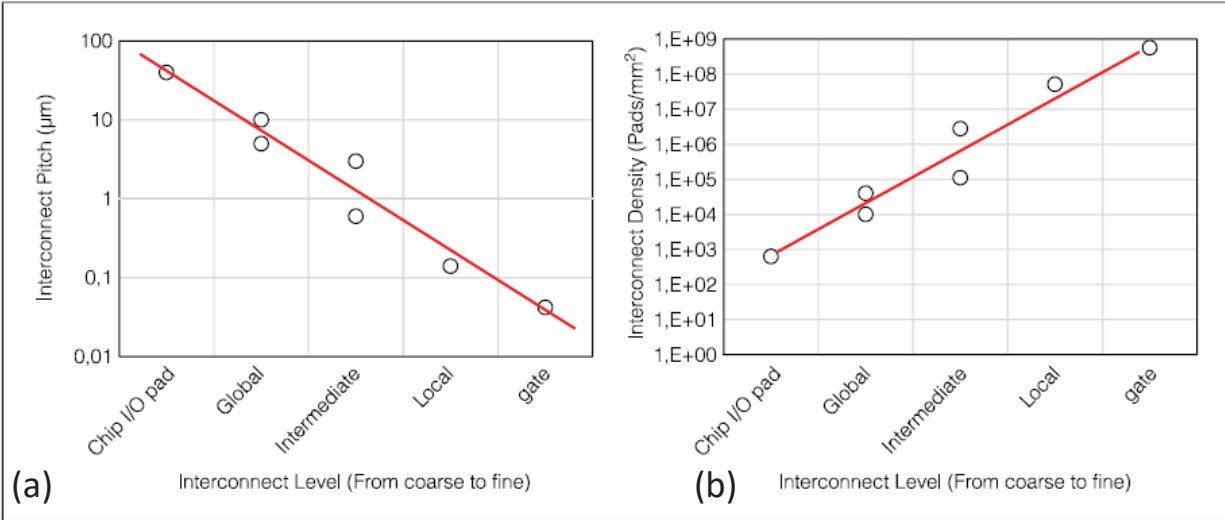 100
10
1
0,1
0,01
Interconnect Pitch (µm)
Chip I/O pad
Global
Intermediate
Local
gate
Interconnect Level (From coarse to fine)
(a)
1,E+09
1,E+08
1,E+07
1,E+06
1,E+05
1,E+04
1,E+03
1,E+02
1,E+01
1,E+00
Interconnect Density (Pads/mm²)
Chip I/O pad
Global
Intermediate
Local
gate
Interconnect Level (From coarse to fine)
(b)